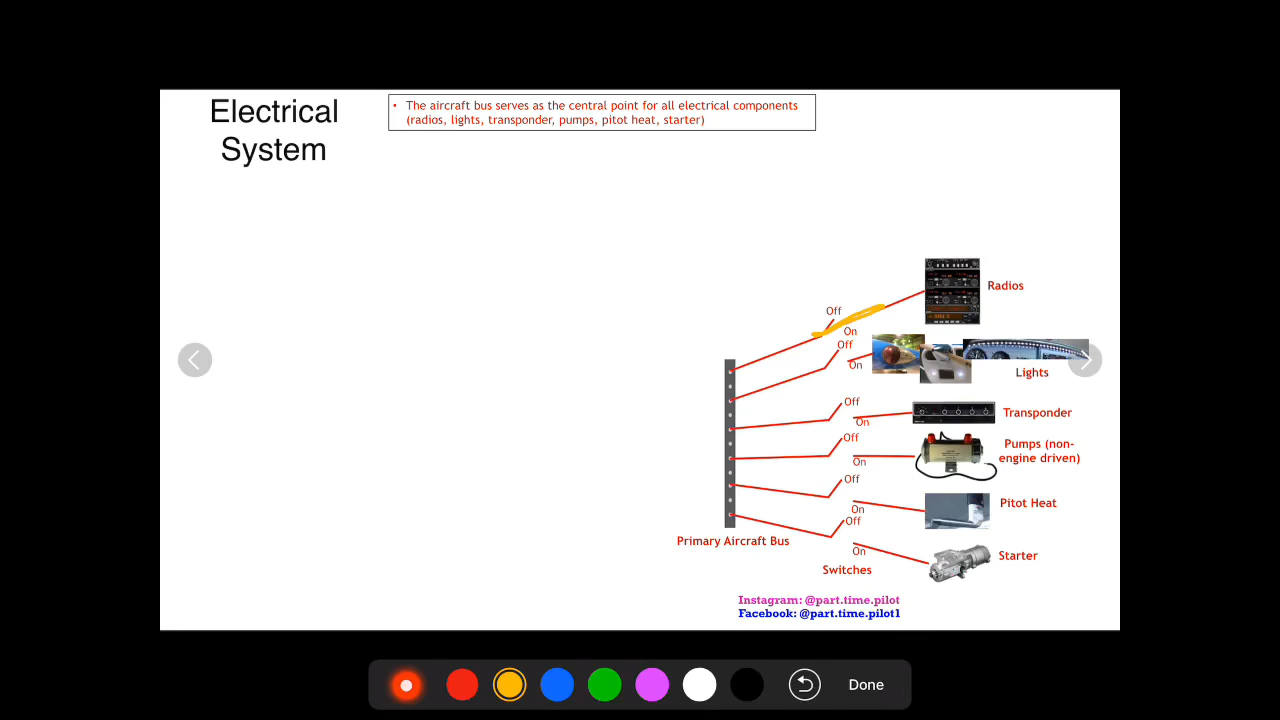 Electrical
System
• The aircraft bus serves as the central point for all electrical components
(radios, lights, transponder, pumps, pitot heat, starter)
Radios
Off
On
Off
On
Lights
Off
On
Transponder
Off
On
Pumps (non-
engine driven)
Off
On
Pitot Heat
Off
On
Starter
Primary Aircraft Bus
Switches
Instagram: @part.time.pilot
Facebook: @part.time.pilot1
Done